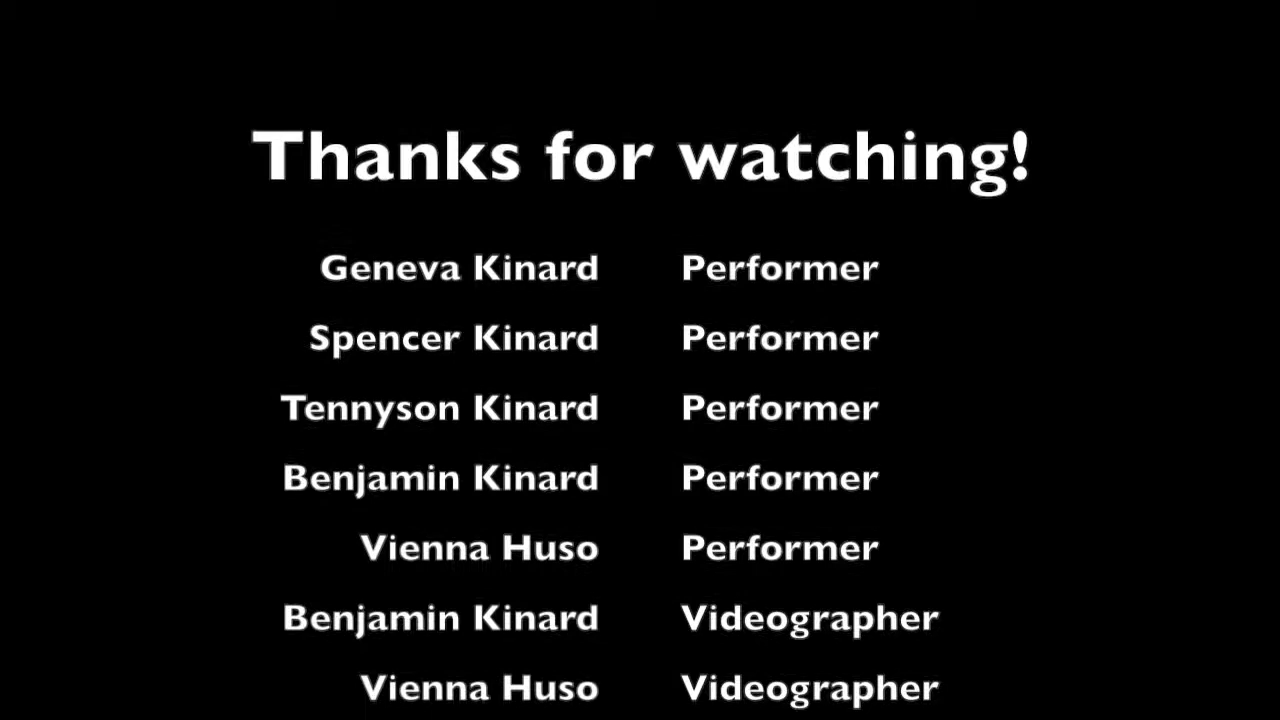 Thanks for watching!
Geneva Kinard Performer
Spencer Kinard Performer
Tennyson Kinard Performer
Benjamin Kinard Performer
Vienna Huso Performer
Benjamin Kinard Videographer
Vienna Huso Videographer